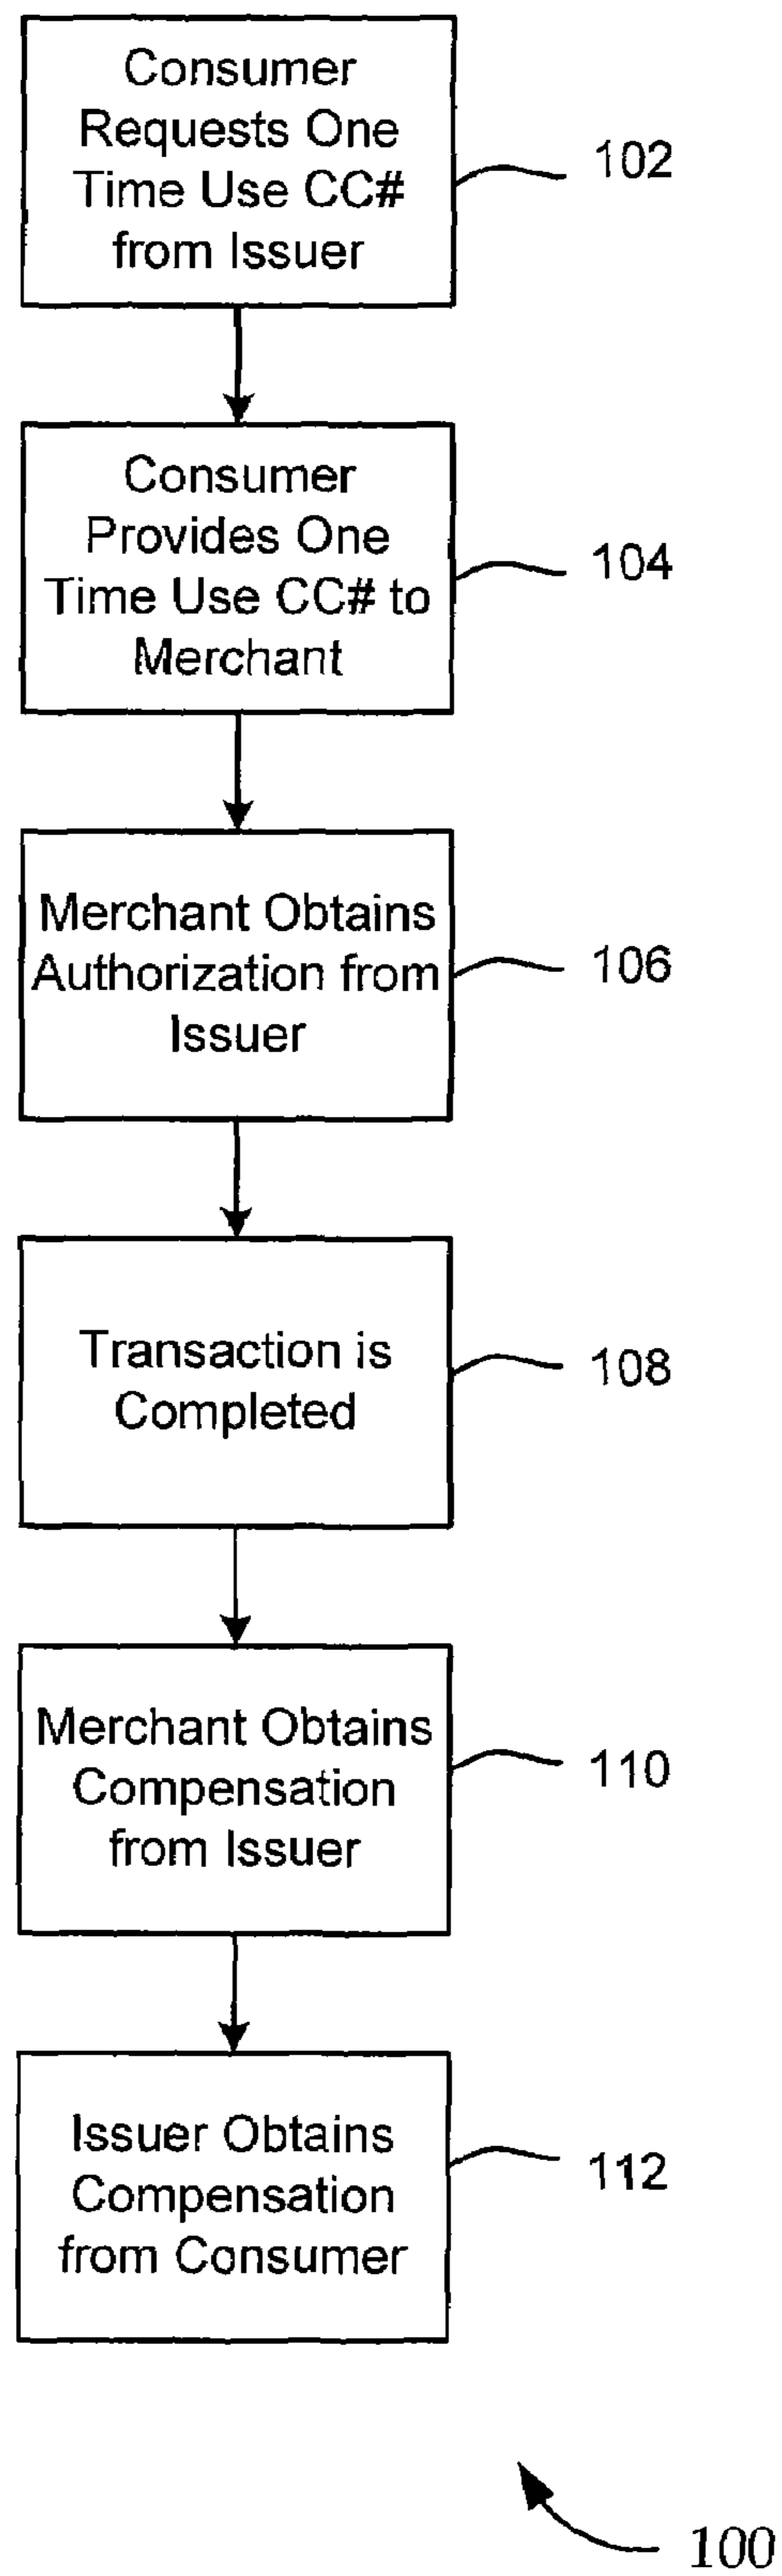 Consumer
Requests One
Time Use CC#
from Issuer
102
Consumer
Provides One
Time Use CC# to
Merchant
104
Merchant Obtains
Authorization from
Issuer
106
Transaction is
Completed
108
Merchant Obtains
Compensation
from Issuer
110
Issuer Obtains
Compensation
from Consumer
112
100